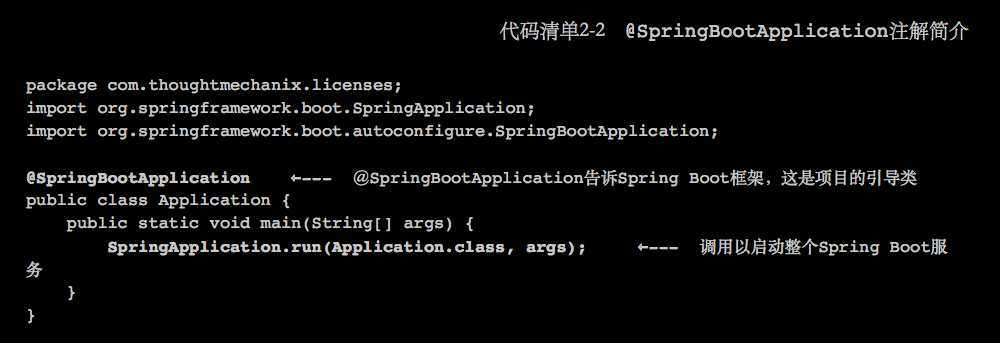 代码清单2-2 @SpringBootApplication注解简介
package com.thoughtmechanix.licenses;
import org.springframework.boot.SpringApplication;
import org.springframework.boot.autoconfigure.SpringBootApplication;
@SpringBootApplication    ←--- @SpringBootApplication告诉Spring Boot框架，这是项目的引导类
public class Application {
    public static void main(String[] args) {
        SpringApplication.run(Application.class, args);    ←--- 调用以启动整个Spring Boot服
务
    }
}